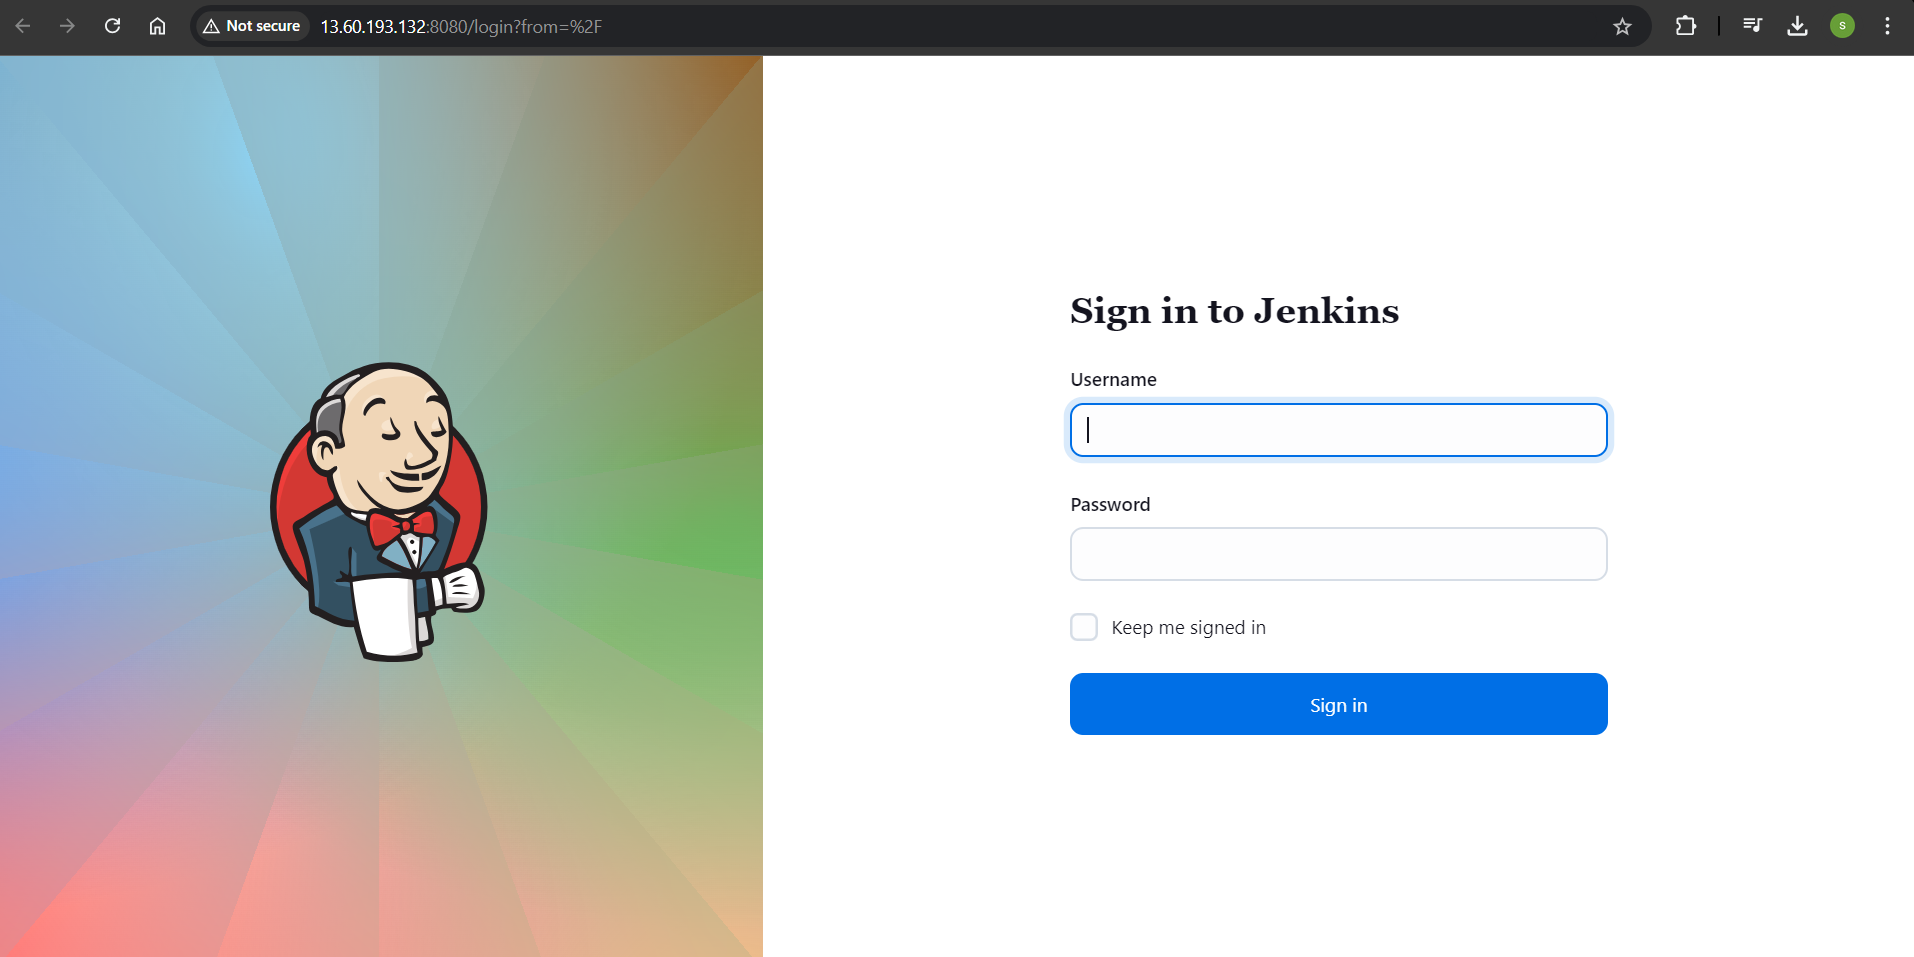 Not secure 13.60.193.132:8080/login?from=%2F
S
Sign in to Jenkins
Username
Password
Keep me signed in
Sign in